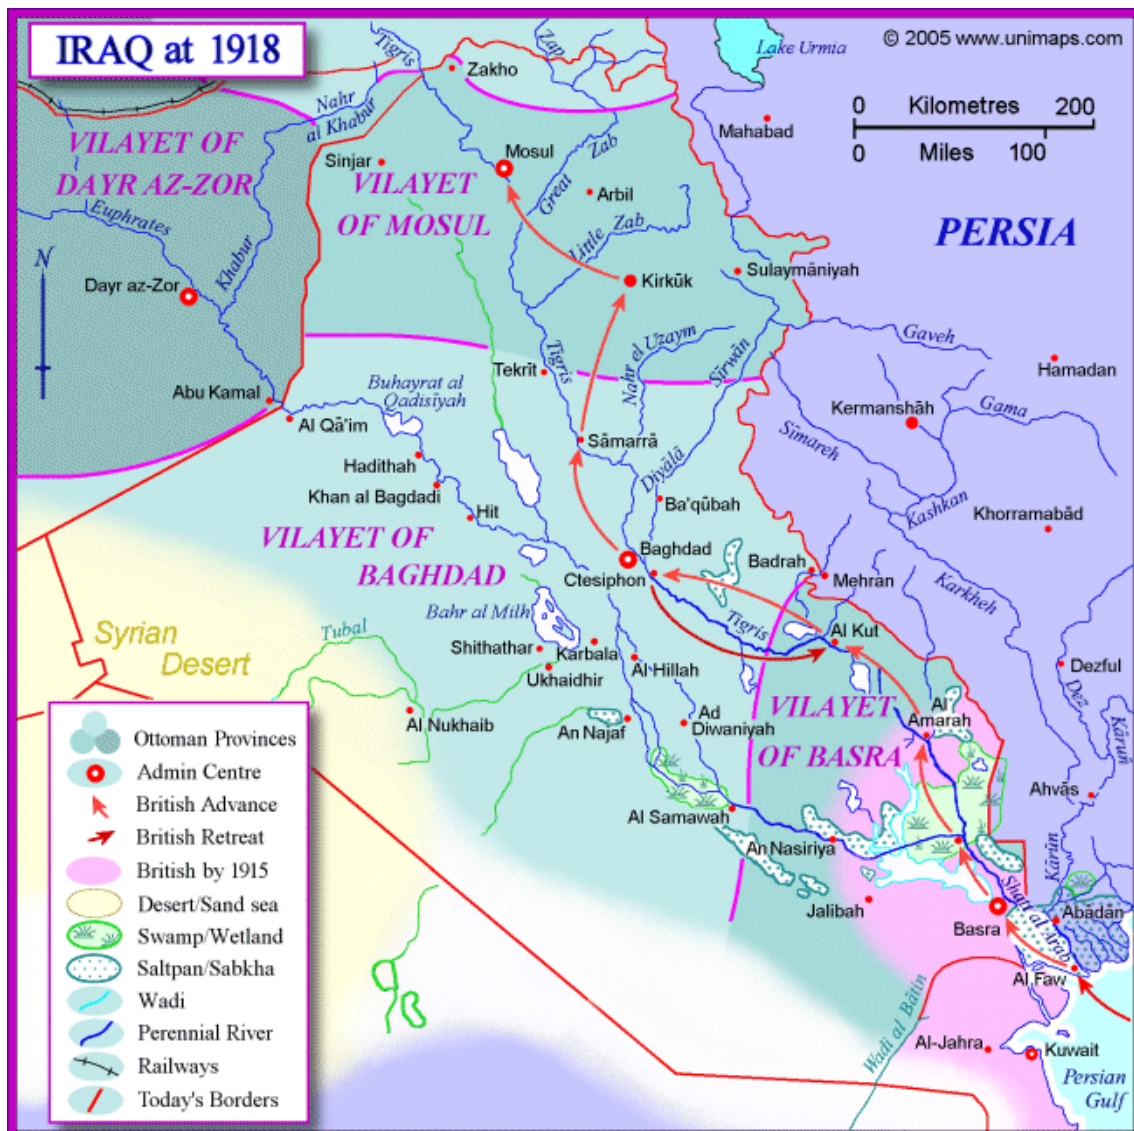 IRAQ at 1918
© 2005 www.unimaps.com
0 Kilometres 200
0 Miles 100
Tigris
Zap
Lake Urmia
Zakho
Nahr
al Khabur
Mahabad
VILAYET OF
DAYR AZ-ZOR
Sinjar
Mosul
Great
Zab
Arbil
VILAYET
OF MOSUL
Euphrates
Khabur
Little
Zab
PERSIA
N
Dayr az-Zor
Kirkūk
Sulaymāniyah
Gaveh
Hamadan
Tigris
Nahr el Uzaym
Sīrwān
Tekrīt
Abu Kamal
Buhayrat al
Qadisīyah
Kermanshāh
Gama
Al Qā'im
Sāmarrā
Sīmareh
Hadithah
Diyālā
Khan al Bagdadi
Hit
Ba'qūbah
Kashkan
Khorramabād
VILAYET OF
BAGHDAD
Baghdad
Ctesiphon
Badrah
Mehran
Karkheh
Bahr al Milh
Tigris
Al Kut
Syrian
Desert
Tubal
Shithathar
Karbala
Ukhaidhir
Al Hillah
Dezful
Dez
Kārun
VILAYET
OF BASRA
Al
Amarah
Al Nukhaib
An Najaf
Ad
Diwaniyah
Ahvās
Al Samawah
An Nasiriya
Kārūn
Shatt al Arab
Jalibah
Basra
Abādān
Al Faw
Wadi al Bātin
Al-Jahra
Kuwait
Persian
Gulf
Ottoman Provinces
Admin Centre
British Advance
British Retreat
British by 1915
Desert/Sand sea
Swamp/Wetland
Saltpan/Sabkha
Wadi
Perennial River
Railways
Today's Borders